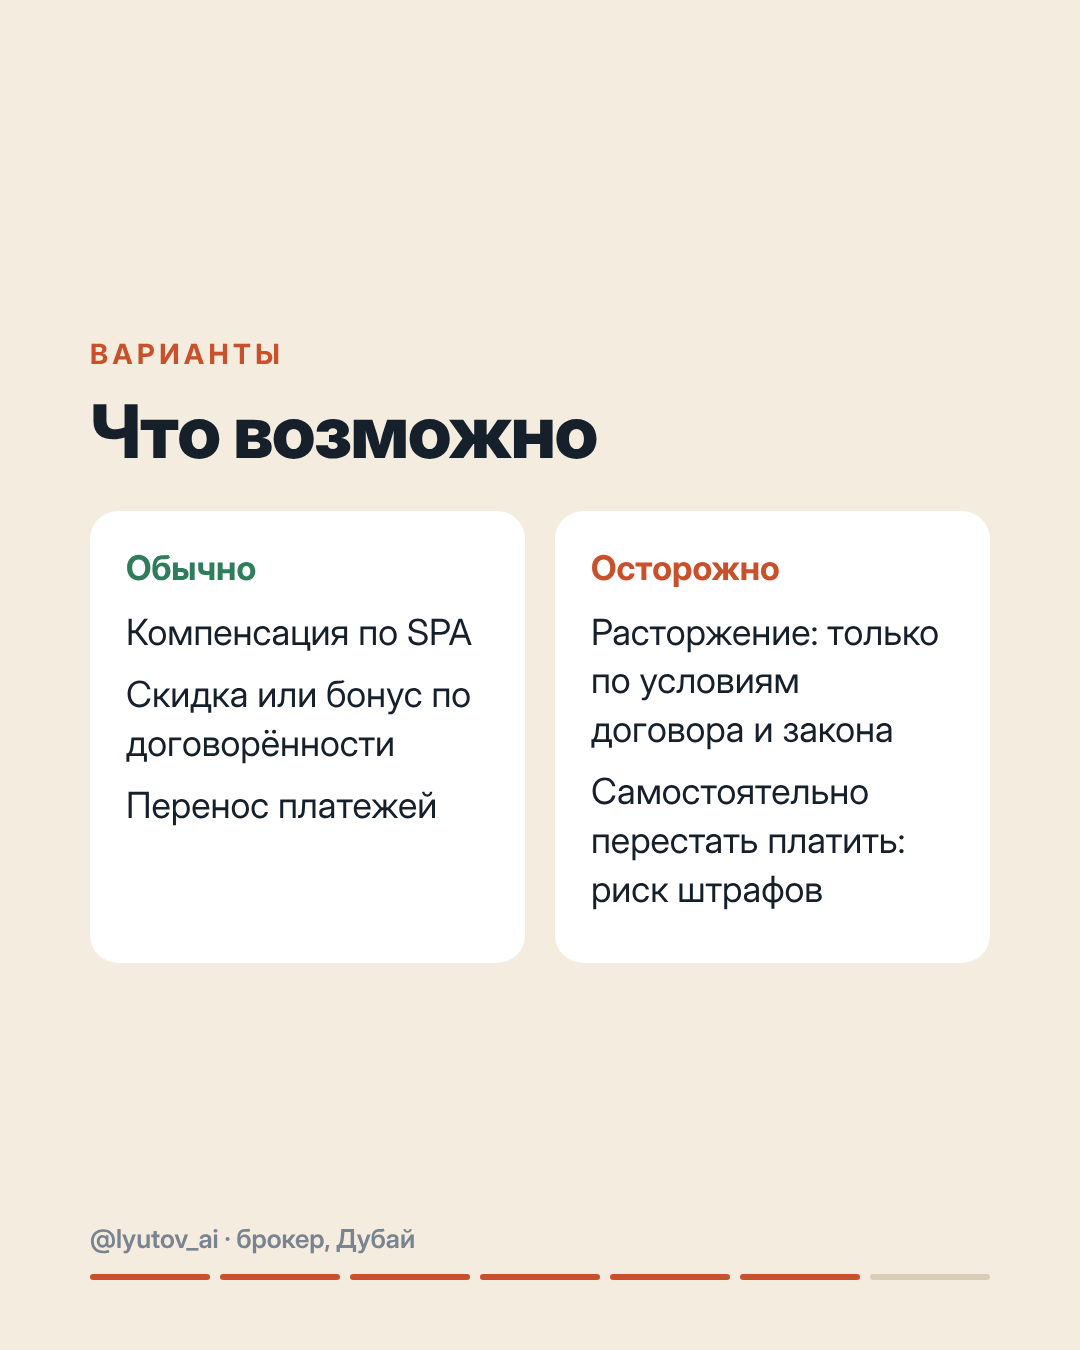 ВАРИАНТЫ
Что возможно
Обычно
Компенсация по SPA
Скидка или бонус по
договорённости
Перенос платежей
Осторожно
Расторжение: только
по условиям
договора и закона
Самостоятельно
перестать платить:
риск штрафов
@lyutov_ai · брокер, Дубай